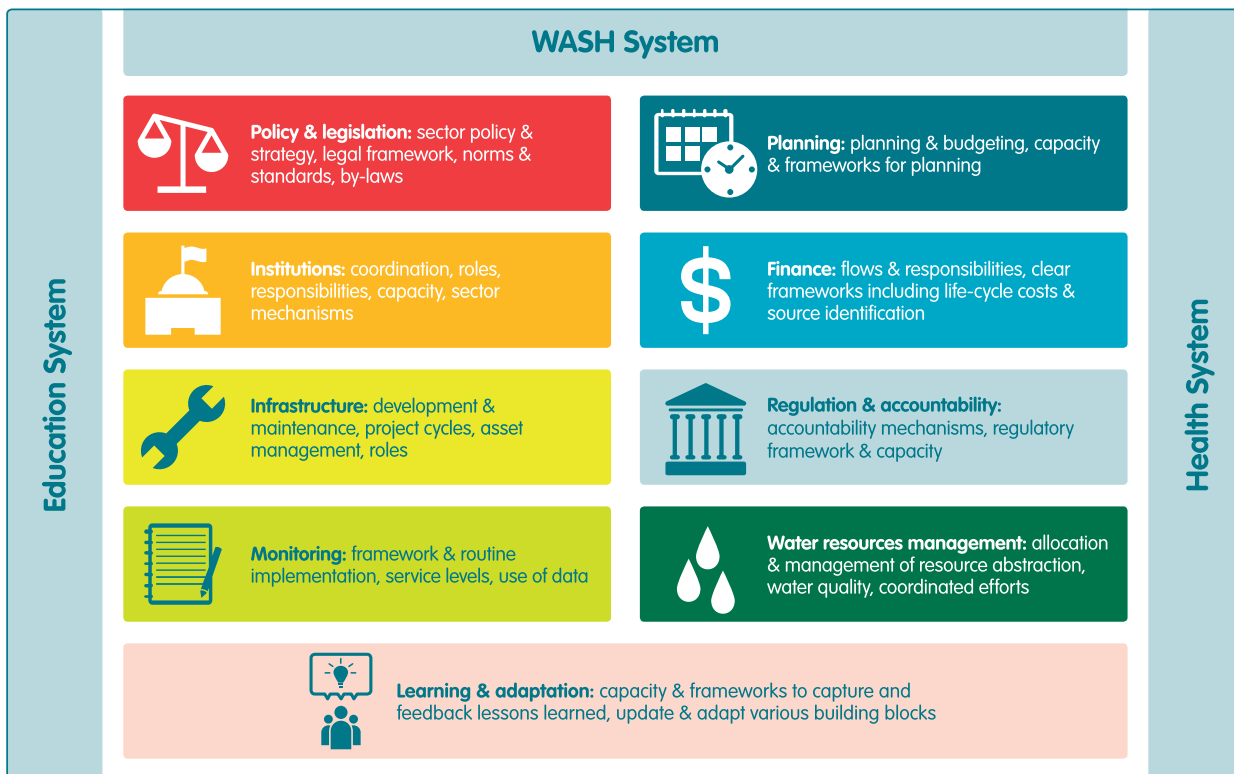 WASH System
Education System
Policy & legislation: sector policy &
strategy, legal framework, norms &
standards, by-laws
Planning: planning & budgeting, capacity
& frameworks for planning
Institutions: coordination, roles,
responsibilities, capacity, sector
mechanisms
Finance: flows & responsibilities, clear
frameworks including life-cycle costs &
source identification
Infrastructure: development &
maintenance, project cycles, asset
management, roles
Regulation & accountability:
accountability mechanisms, regulatory
framework & capacity
Monitoring: framework & routine
implementation, service levels, use of data
Water resources management: allocation
& management of resource abstraction,
water quality, coordinated efforts
Learning & adaptation: capacity & frameworks to capture and
feedback lessons learned, update & adapt various building blocks
Health System